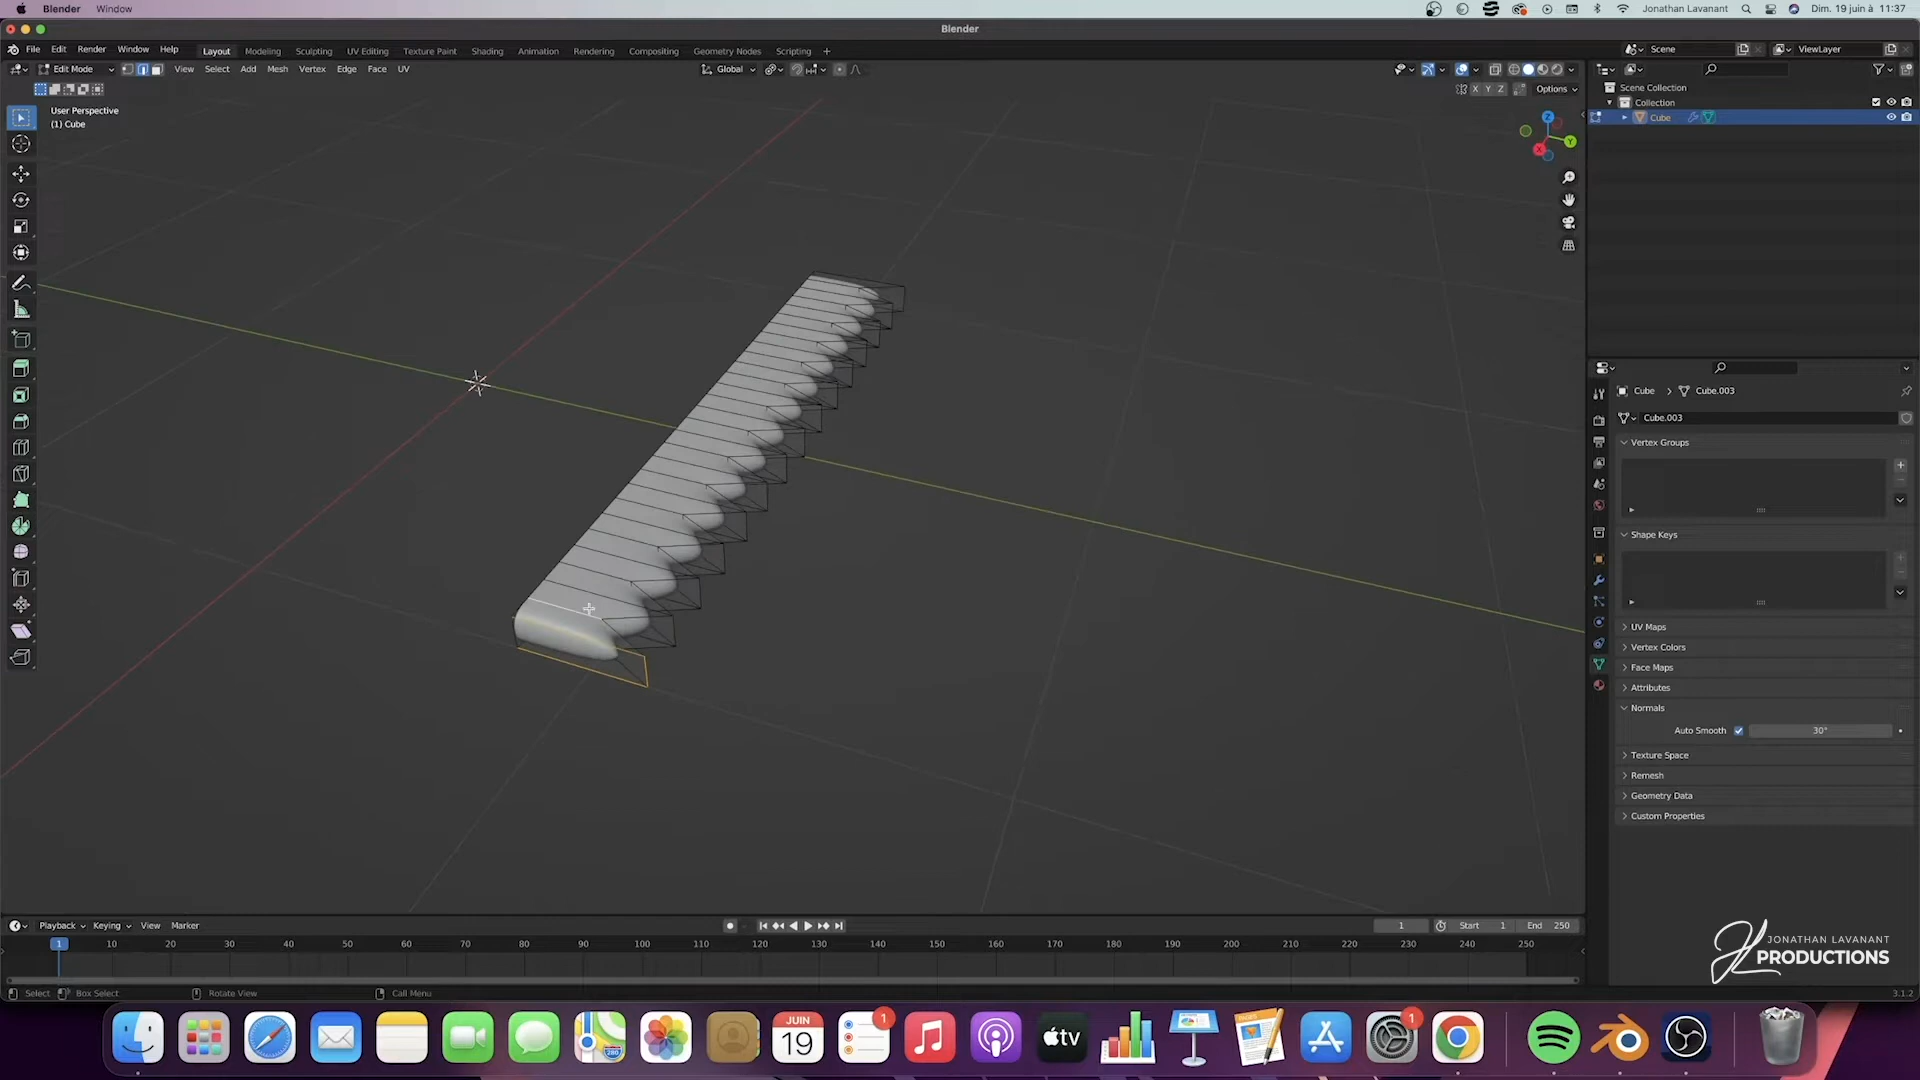 Blender Window
Jonathan Lavanant Dim. 19 juin à 11:37
Blender
File Edit Render Window Help Layout Modeling Sculpting UV Editing Texture Paint Shading Animation Rendering Compositing Geometry Nodes Scripting +
Scene ViewLayer
Edit Mode View Select Add Mesh Vertex Edge Face UV Global
X Y Z Options
User Perspective
(1) Cube
Z
Y
X
Scene Collection
Collection
Cube
Cube > Cube.003
Cube.003
Vertex Groups
Shape Keys
UV Maps
Vertex Colors
Face Maps
Attributes
Normals
Auto Smooth 30°
Texture Space
Remesh
Geometry Data
Custom Properties
Playback Keying View Marker
1 Start 1 End 250
1 10 20 30 40 50 60 70 80 90 100 110 120 130 140 150 160 170 180 190 200 210 220 230 240 250
Select Box Select Rotate View Call Menu
3.1.2
JL JONATHAN LAVANANT
PRODUCTIONS
JUIN
19
280
1
tv
PAGES
1